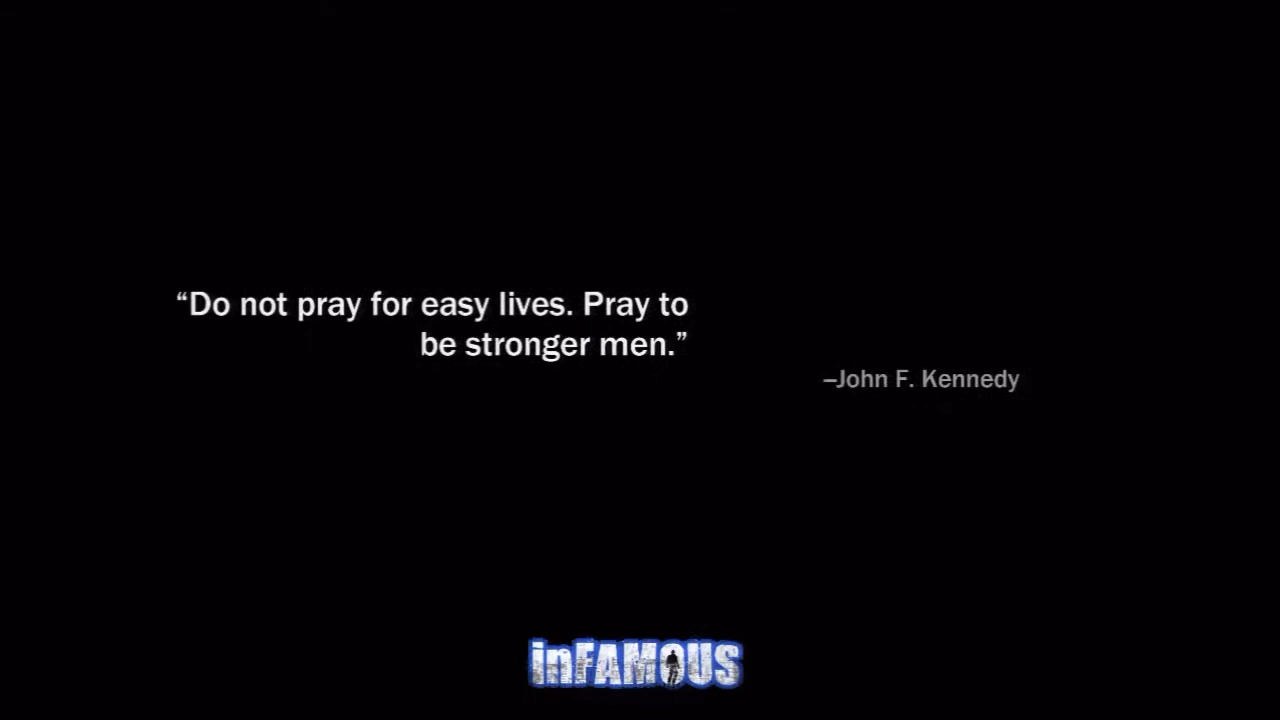 “Do not pray for easy lives. Pray to
be stronger men.”
–John F. Kennedy
inFAMOUS